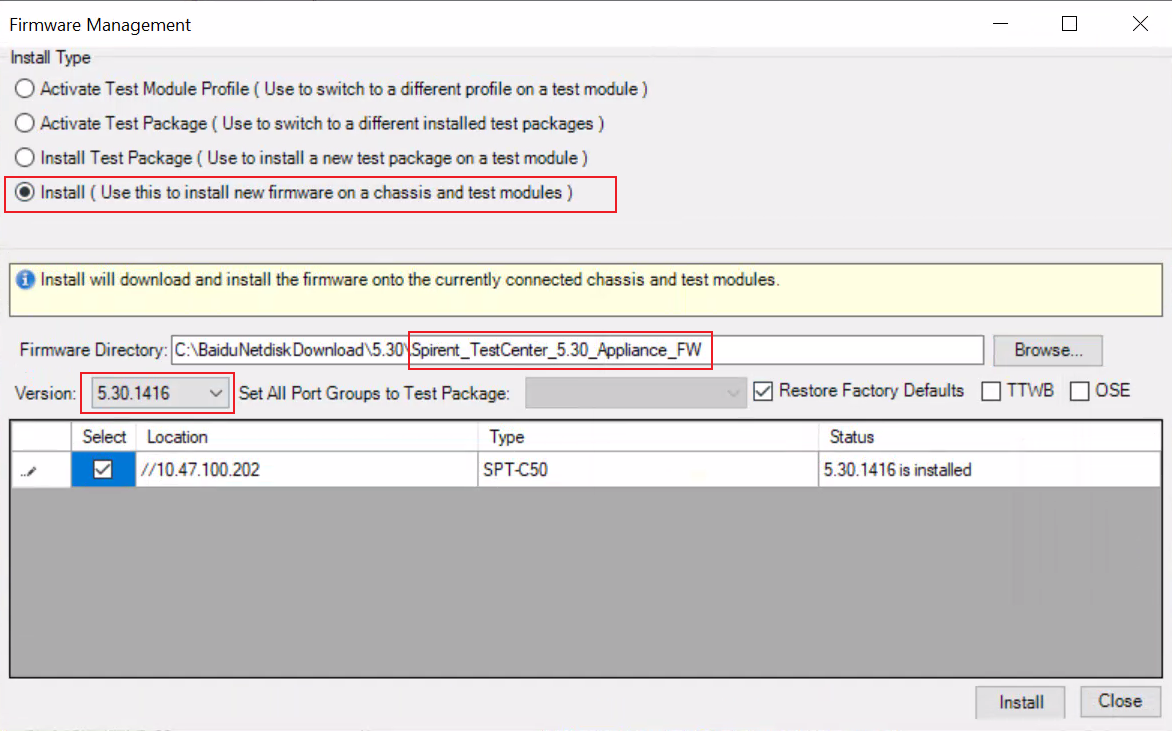 Firmware Management
Install Type
Activate Test Module Profile ( Use to switch to a different profile on a test module )
Activate Test Package ( Use to switch to a different installed test packages )
Install Test Package ( Use to install a new test package on a test module )
Install ( Use this to install new firmware on a chassis and test modules )
Install will download and install the firmware onto the currently connected chassis and test modules.
Firmware Directory: C:\BaiduNetdiskDownload\5.30\Spirent_TestCenter_5.30_Appliance_FW Browse...
Version: 5.30.1416 Set All Port Groups to Test Package: Restore Factory Defaults TTWB OSE
Select Location Type Status
//10.47.100.202 SPT-C50 5.30.1416 is installed
Install Close